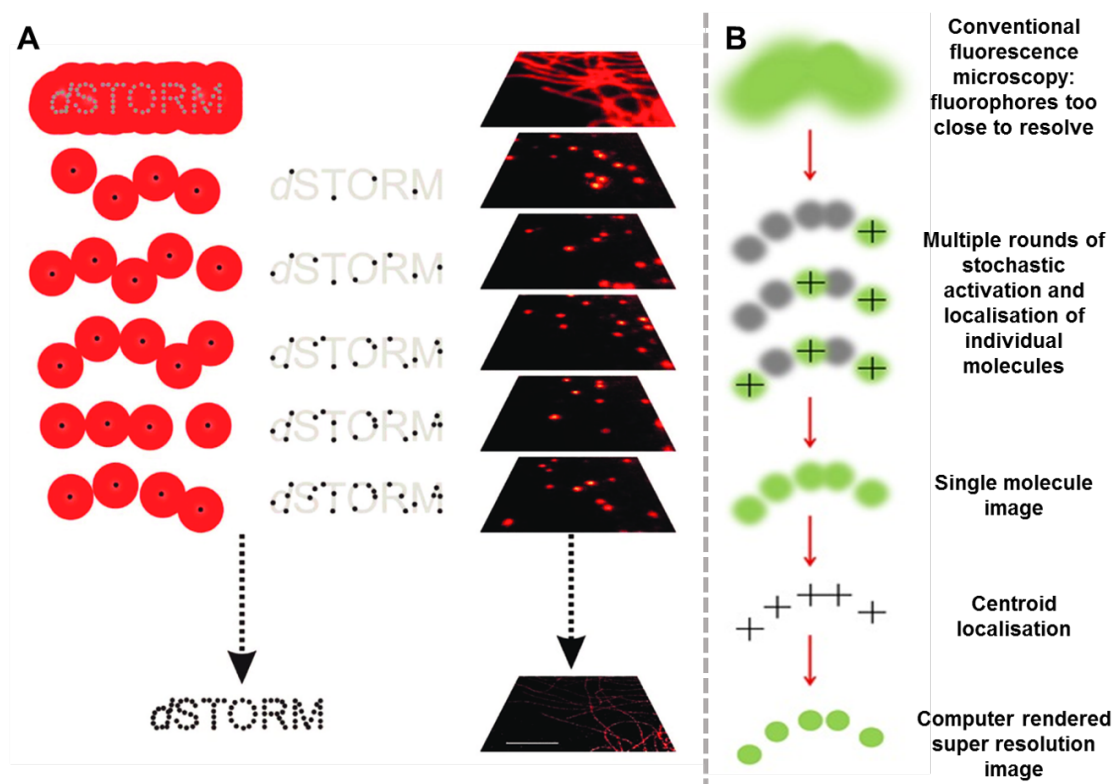 A
dSTORM
dSTORM
dSTORM
dSTORM
dSTORM
dSTORM
dSTORM
B
Conventional
fluorescence
microscopy:
fluorophores too
close to resolve
Multiple rounds of
stochastic
activation and
localisation of
individual
molecules
Single molecule
image
Centroid
localisation
Computer rendered
super resolution
image